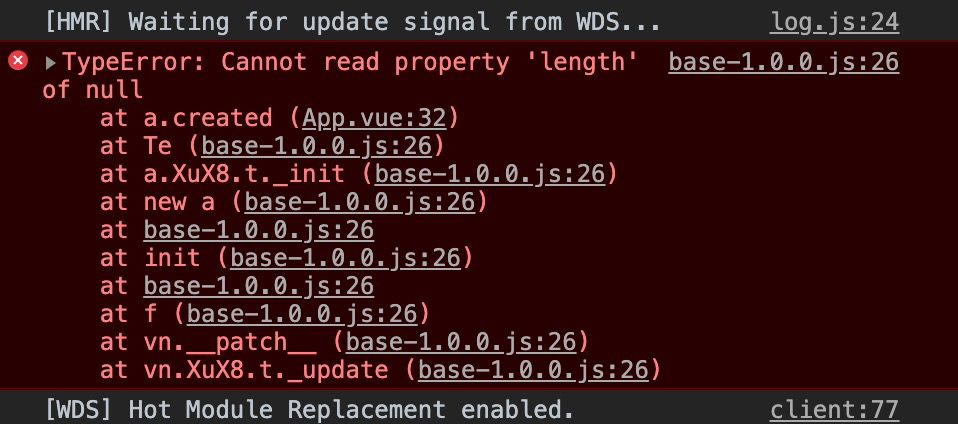 [HMR] Waiting for update signal from WDS... log.js:24
▸TypeError: Cannot read property 'length' base-1.0.0.js:26
of null
at a.created (App.vue:32)
at Te (base-1.0.0.js:26)
at a.XuX8.t._init (base-1.0.0.js:26)
at new a (base-1.0.0.js:26)
at base-1.0.0.js:26
at init (base-1.0.0.js:26)
at base-1.0.0.js:26
at f (base-1.0.0.js:26)
at vn.__patch__ (base-1.0.0.js:26)
at vn.XuX8.t._update (base-1.0.0.js:26)
[WDS] Hot Module Replacement enabled. client:77